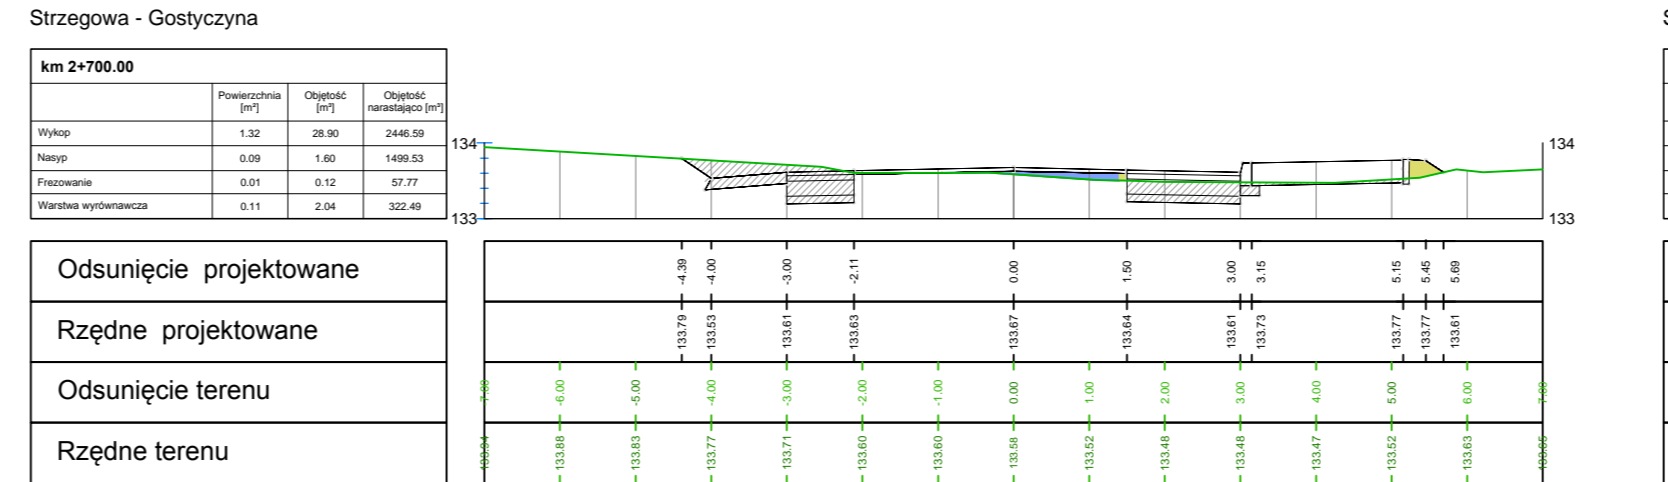 Strzegowa - Gostyczyna
km 2+700.00
Powierzchnia [m²] Objętość [m³] Objętość narastająco [m³]
Wykop 1.32 28.90 2446.59
Nasyp 0.09 1.60 1499.53
Frezowanie 0.01 0.12 57.77
Warstwa wyrównawcza 0.11 2.04 322.49
134 134
133 133
Odsunięcie projektowane -4.39 -4.00 -3.00 -2.11 0.00 1.50 3.00 3.15 5.15 5.45 5.69
Rzędne projektowane 133.79 133.53 133.61 133.63 133.67 133.64 133.61 133.73 133.77 133.77 133.61
Odsunięcie terenu -6.00 -5.00 -4.00 -3.00 -2.00 -1.00 0.00 1.00 2.00 3.00 4.00 5.00 6.00
Rzędne terenu 133.88 133.83 133.77 133.71 133.60 133.60 133.58 133.52 133.48 133.48 133.47 133.52 133.63